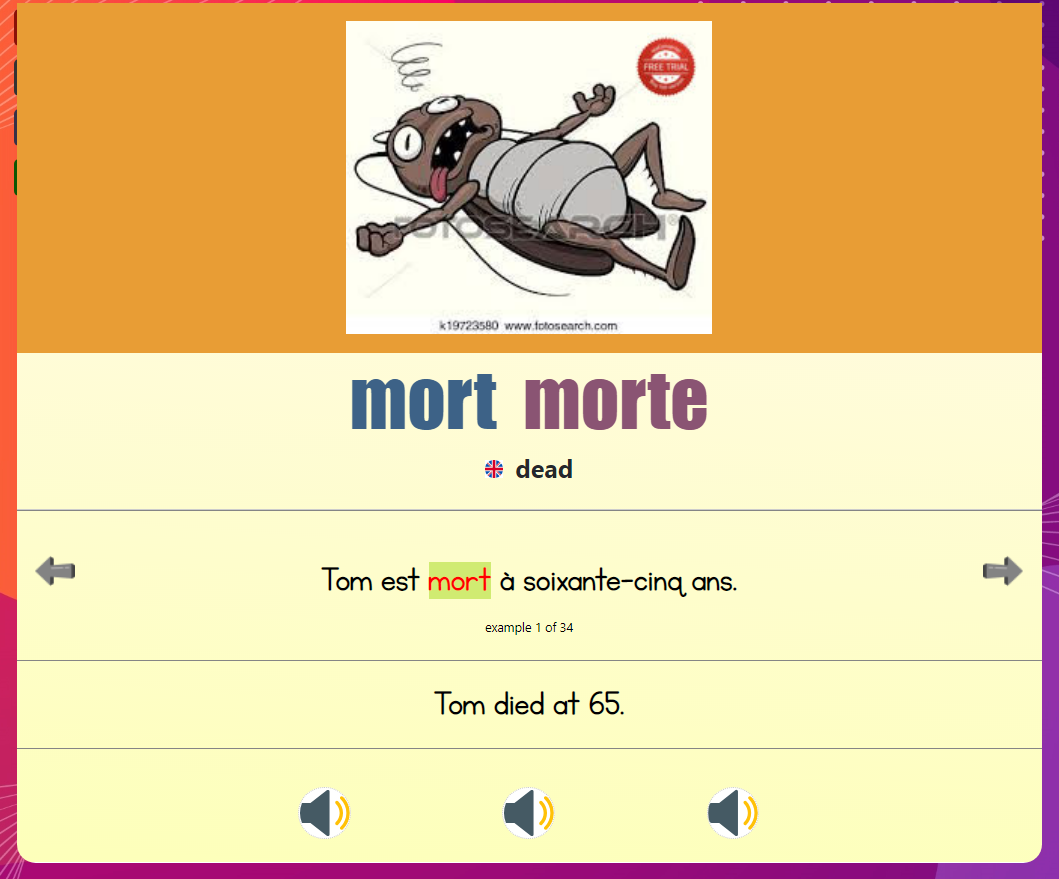 FREE TRIAL
FOTOSEARCH
k19723580 www.fotosearch.com
mort morte
dead
Tom est mort à soixante-cinq ans.
example 1 of 34
Tom died at 65.